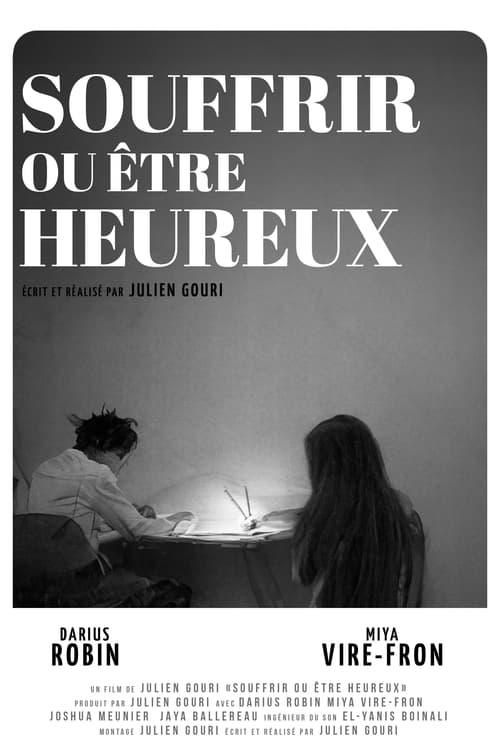 SOUFFRIR
OU ÊTRE
HEUREUX
ÉCRIT ET RÉALISÉ PAR JULIEN GOURI
DARIUS
ROBIN
MIYA
VIRE-FRON
UN FILM DE JULIEN GOURI «SOUFFRIR OU ÊTRE HEUREUX»
PRODUIT PAR JULIEN GOURI AVEC DARIUS ROBIN MIYA VIRE-FRON
JOSHUA MEUNIER JAYA BALLEREAU INGÉNIEUR DU SON EL-YANIS BOINALI
MONTAGE JULIEN GOURI ÉCRIT ET RÉALISÉ PAR JULIEN GOURI